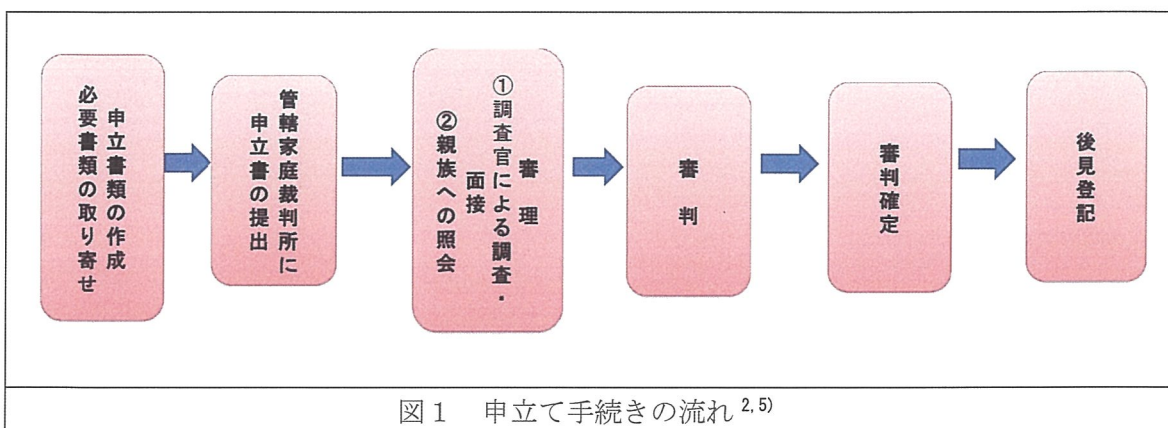 申立書類の作成
必要書類の取り寄せ
管轄家庭裁判所に
申立書の提出
審理
①調査官による調査・
面接
②親族への照会
審判
審判確定
後見登記
図１　申立て手続きの流れ 2,5)